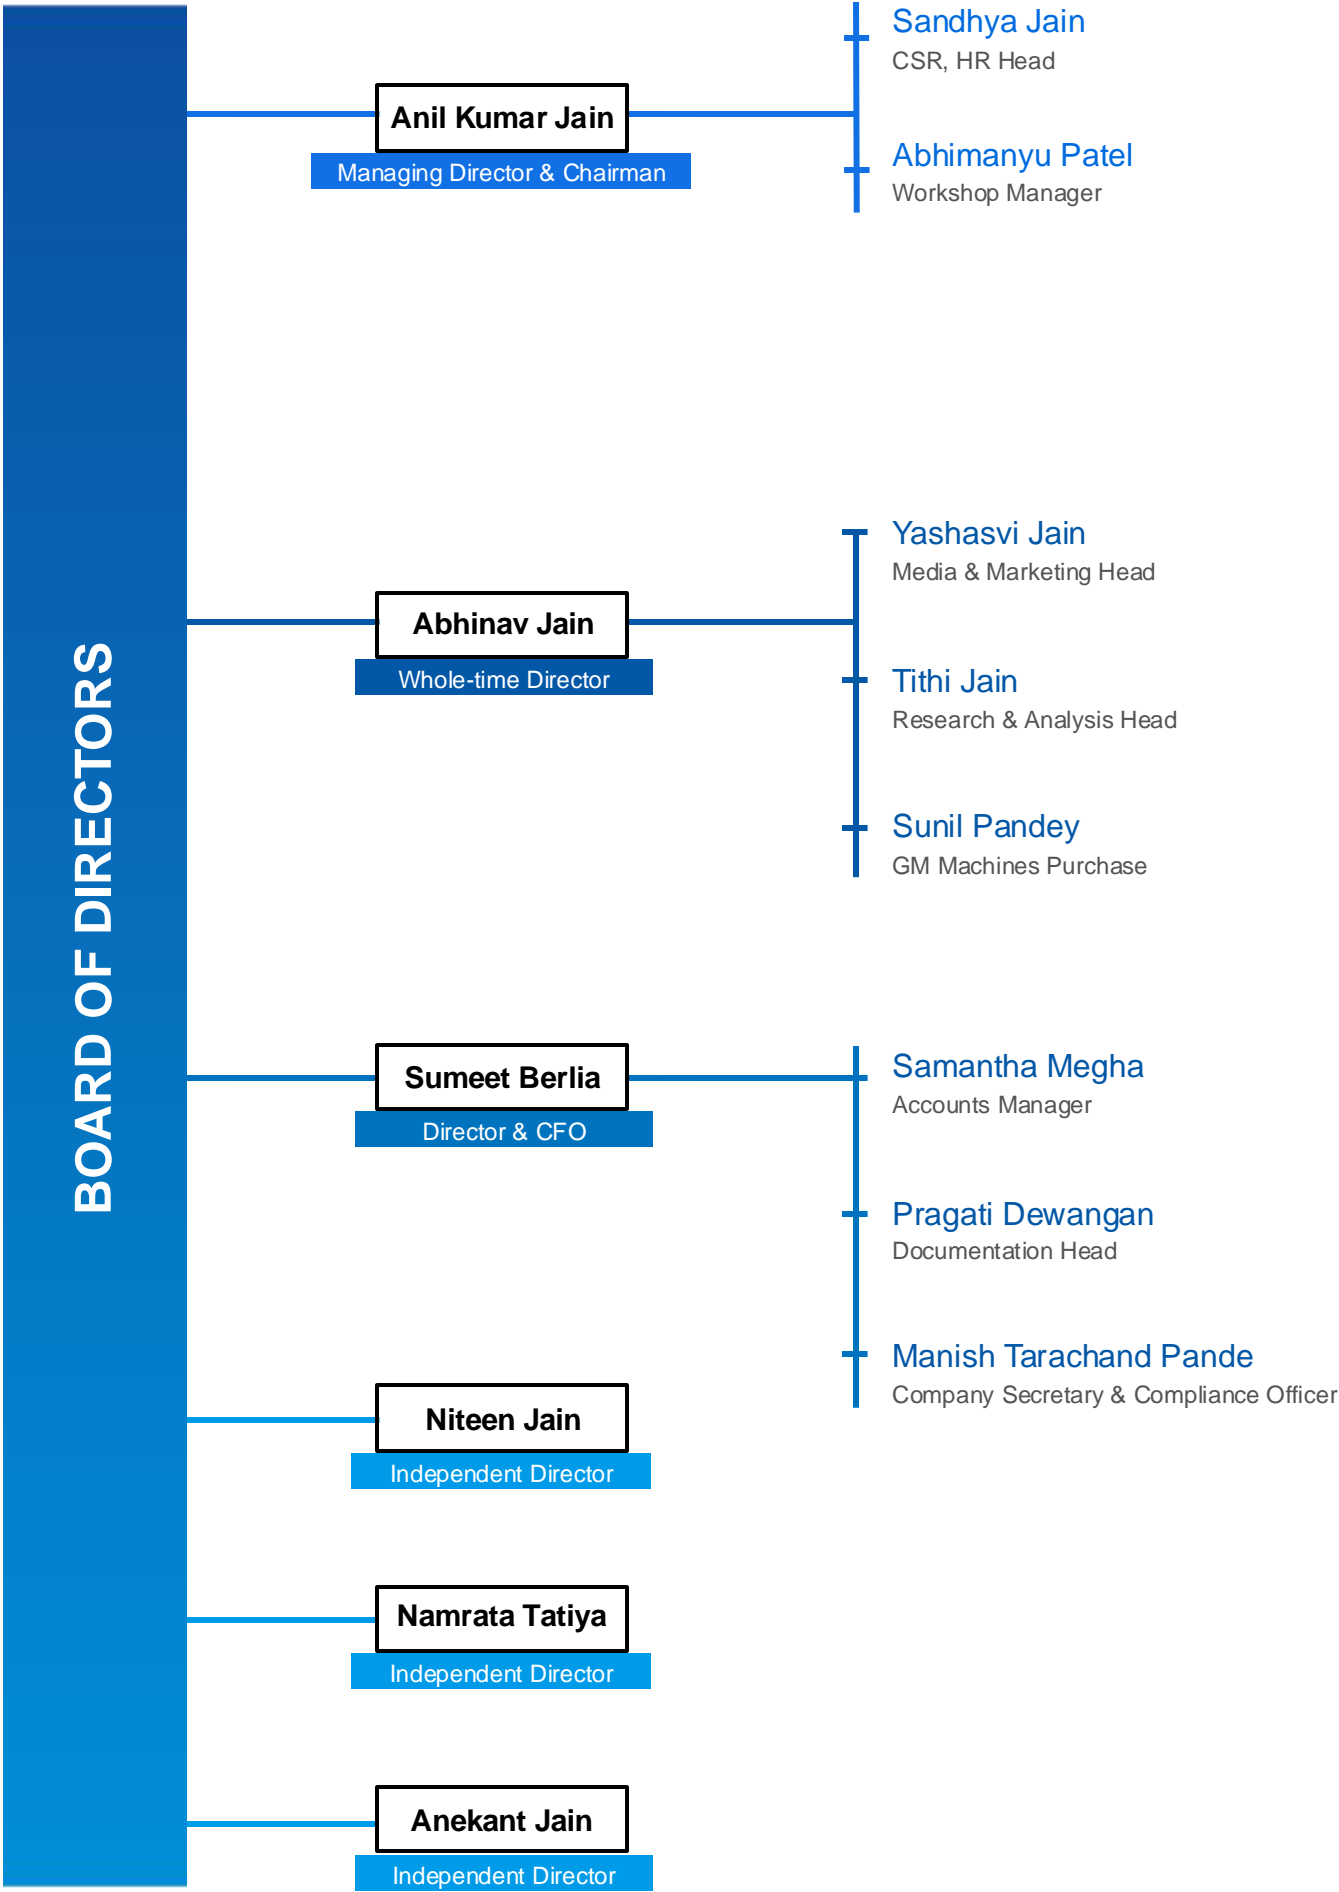 BOARD OF DIRECTORS
Anil Kumar Jain
Managing Director & Chairman
Sandhya Jain
CSR, HR Head
Abhimanyu Patel
Workshop Manager
Abhinav Jain
Whole-time Director
Yashasvi Jain
Media & Marketing Head
Tithi Jain
Research & Analysis Head
Sunil Pandey
GM Machines Purchase
Sumeet Berlia
Director & CFO
Samantha Megha
Accounts Manager
Pragati Dewangan
Documentation Head
Manish Tarachand Pande
Company Secretary & Compliance Officer
Niteen Jain
Independent Director
Namrata Tatiya
Independent Director
Anekant Jain
Independent Director